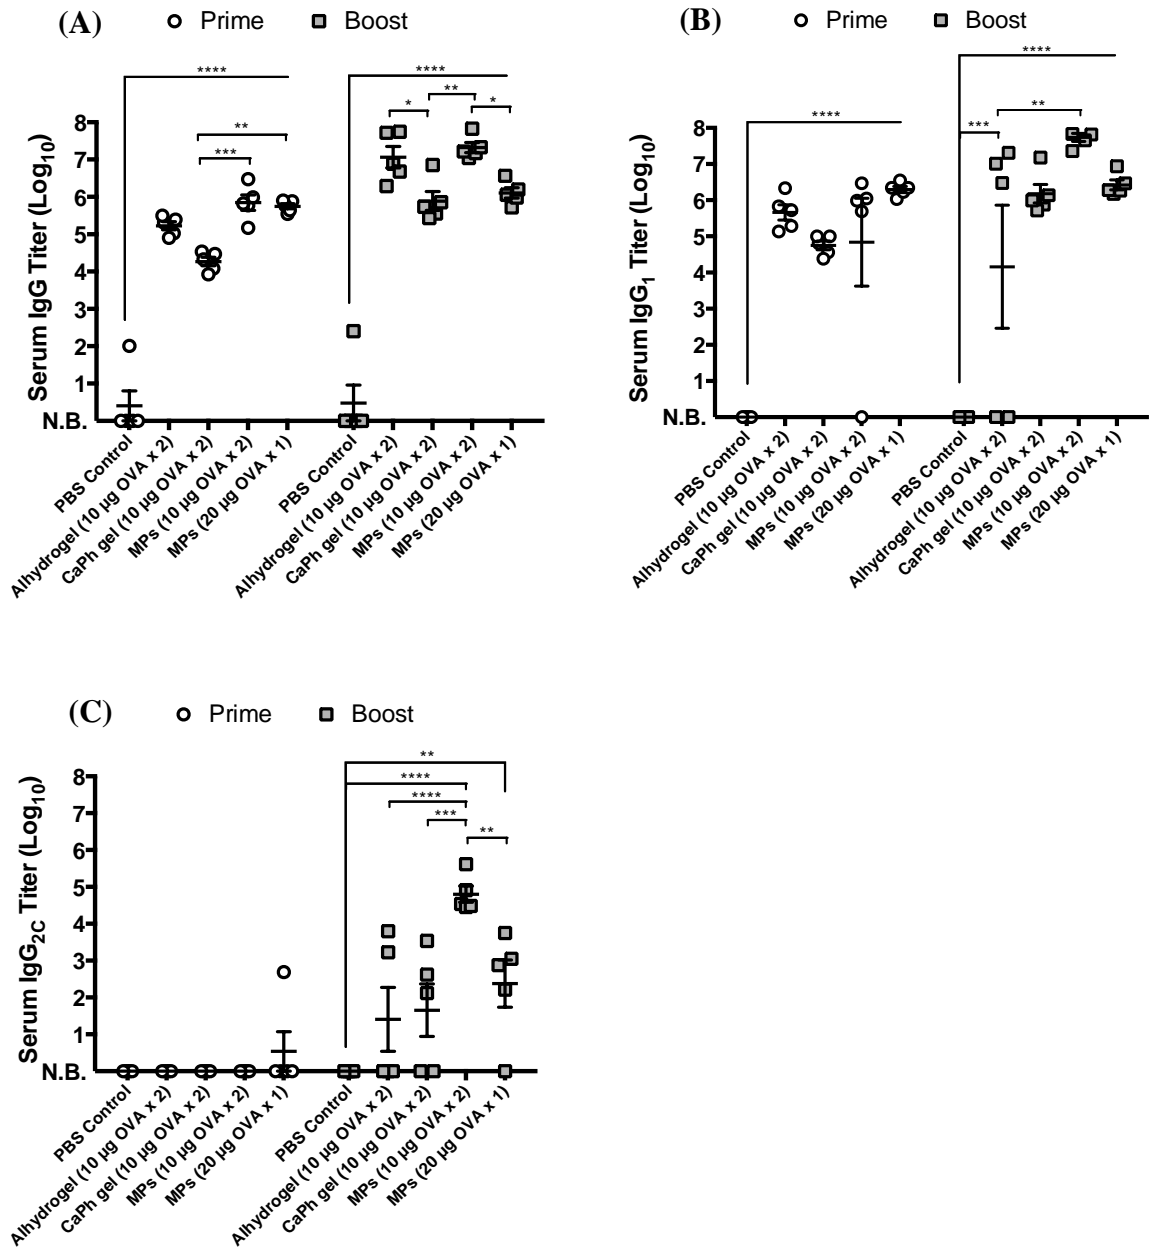 (A) Prime Boost
**** ****
* ** *
** ***
Serum IgG Titer (Log10)
8
7
6
5
4
3
2
1
N.B.
PBS Control
Alhydrogel (10 µg OVA x 2)
CaPh gel (10 µg OVA x 2)
MPs (10 µg OVA x 2)
MPs (20 µg OVA x 1)
PBS Control
Alhydrogel (10 µg OVA x 2)
CaPh gel (10 µg OVA x 2)
MPs (10 µg OVA x 2)
MPs (20 µg OVA x 1)
(B) Prime Boost
****
**** *** **
Serum IgG1 Titer (Log10)
8
7
6
5
4
3
2
1
N.B.
PBS Control
Alhydrogel (10 µg OVA x 2)
CaPh gel (10 µg OVA x 2)
MPs (10 µg OVA x 2)
MPs (20 µg OVA x 1)
PBS Control
Alhydrogel (10 µg OVA x 2)
CaPh gel (10 µg OVA x 2)
MPs (10 µg OVA x 2)
MPs (20 µg OVA x 1)
(C) Prime Boost
**
****
****
***
**
Serum IgG2C Titer (Log10)
8
7
6
5
4
3
2
1
N.B.
PBS Control
Alhydrogel (10 µg OVA x 2)
CaPh gel (10 µg OVA x 2)
MPs (10 µg OVA x 2)
MPs (20 µg OVA x 1)
PBS Control
Alhydrogel (10 µg OVA x 2)
CaPh gel (10 µg OVA x 2)
MPs (10 µg OVA x 2)
MPs (20 µg OVA x 1)